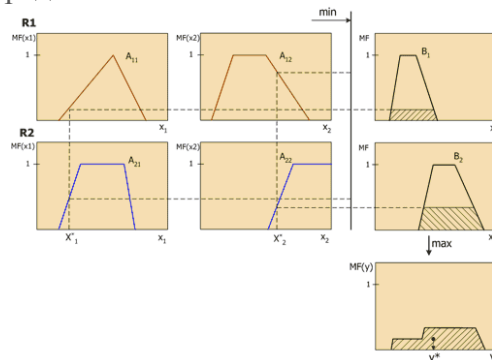 min
R1
MF(x1)
1
A11
x1
MF(x2)
1
A12
x2
MF
1
B1
R2
MF(x1)
1
A21
X*1
x1
MF(x2)
1
A22
X*2
x2
MF
1
B2
max
MF(y)
1
y*